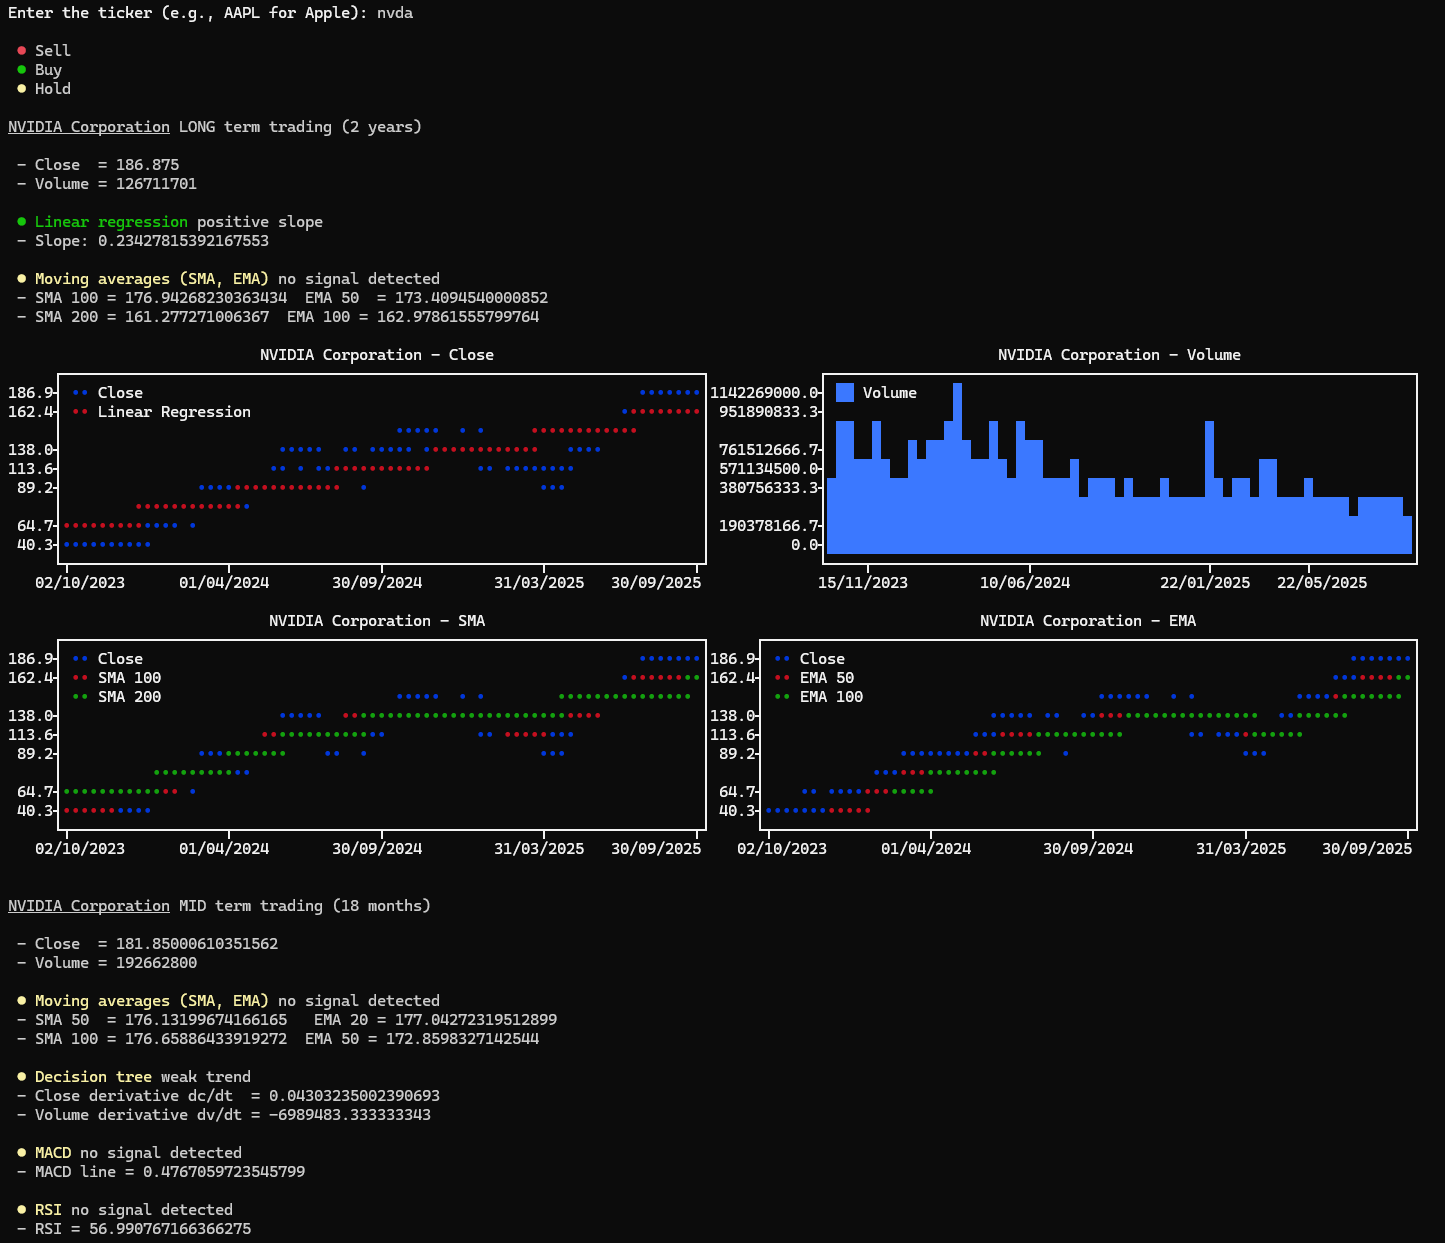 Enter the ticker (e.g., AAPL for Apple): nvda
● Sell
● Buy
● Hold
NVIDIA Corporation LONG term trading (2 years)
- Close  = 186.875
- Volume = 126711701
● Linear regression positive slope
- Slope: 0.23427815392167553
● Moving averages (SMA, EMA) no signal detected
- SMA 100 = 176.94268230363434  EMA 50  = 173.4094540000852
- SMA 200 = 161.277271006367  EMA 100 = 162.97861555799764
NVIDIA Corporation - Close
Close
Linear Regression
186.9
162.4
138.0
113.6
89.2
64.7
40.3
02/10/2023 01/04/2024 30/09/2024 31/03/2025 30/09/2025
NVIDIA Corporation - Volume
Volume
1142269000.0
951890833.3
761512666.7
571134500.0
380756333.3
190378166.7
0.0
15/11/2023 10/06/2024 22/01/2025 22/05/2025
NVIDIA Corporation - SMA
Close
SMA 100
SMA 200
186.9
162.4
138.0
113.6
89.2
64.7
40.3
02/10/2023 01/04/2024 30/09/2024 31/03/2025 30/09/2025
NVIDIA Corporation - EMA
Close
EMA 50
EMA 100
186.9
162.4
138.0
113.6
89.2
64.7
40.3
02/10/2023 01/04/2024 30/09/2024 31/03/2025 30/09/2025
NVIDIA Corporation MID term trading (18 months)
- Close  = 181.85000610351562
- Volume = 192662800
● Moving averages (SMA, EMA) no signal detected
- SMA 50  = 176.13199674166165   EMA 20 = 177.04272319512899
- SMA 100 = 176.65886433919272  EMA 50 = 172.8598327142544
● Decision tree weak trend
- Close derivative dc/dt  = 0.04303235002390693
- Volume derivative dv/dt = -6989483.333333343
● MACD no signal detected
- MACD line = 0.4767059723545799
● RSI no signal detected
- RSI = 56.990767166366275